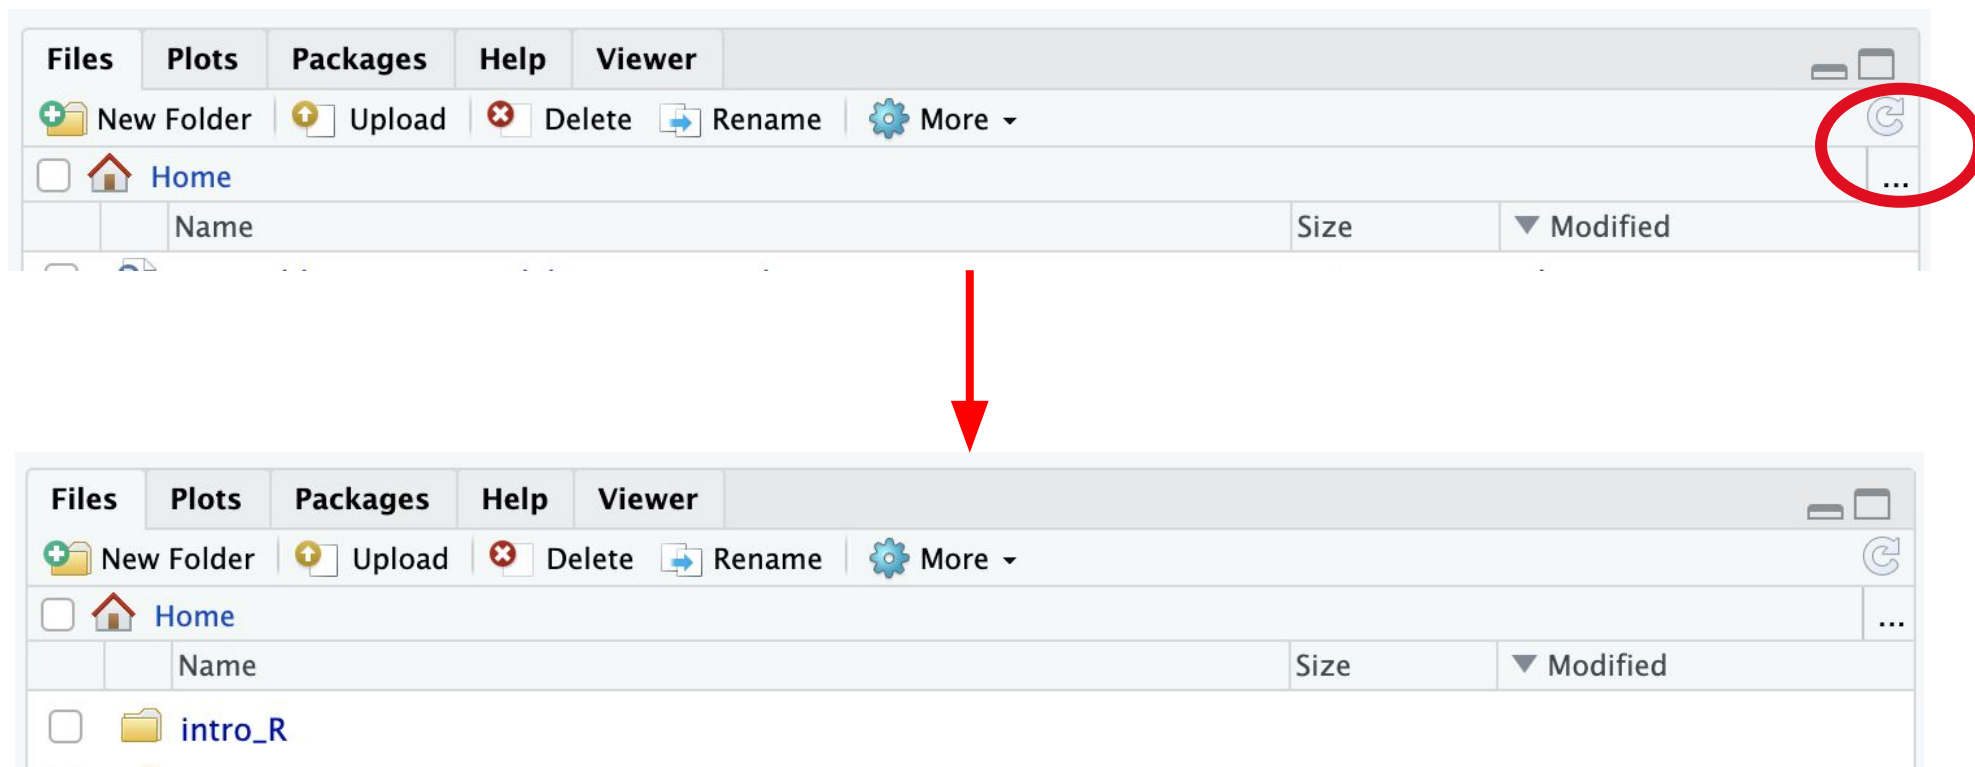 Files Plots Packages Help Viewer
New Folder Upload Delete Rename More
Home ...
Name Size Modified
Files Plots Packages Help Viewer
New Folder Upload Delete Rename More
Home ...
Name Size Modified
intro_R